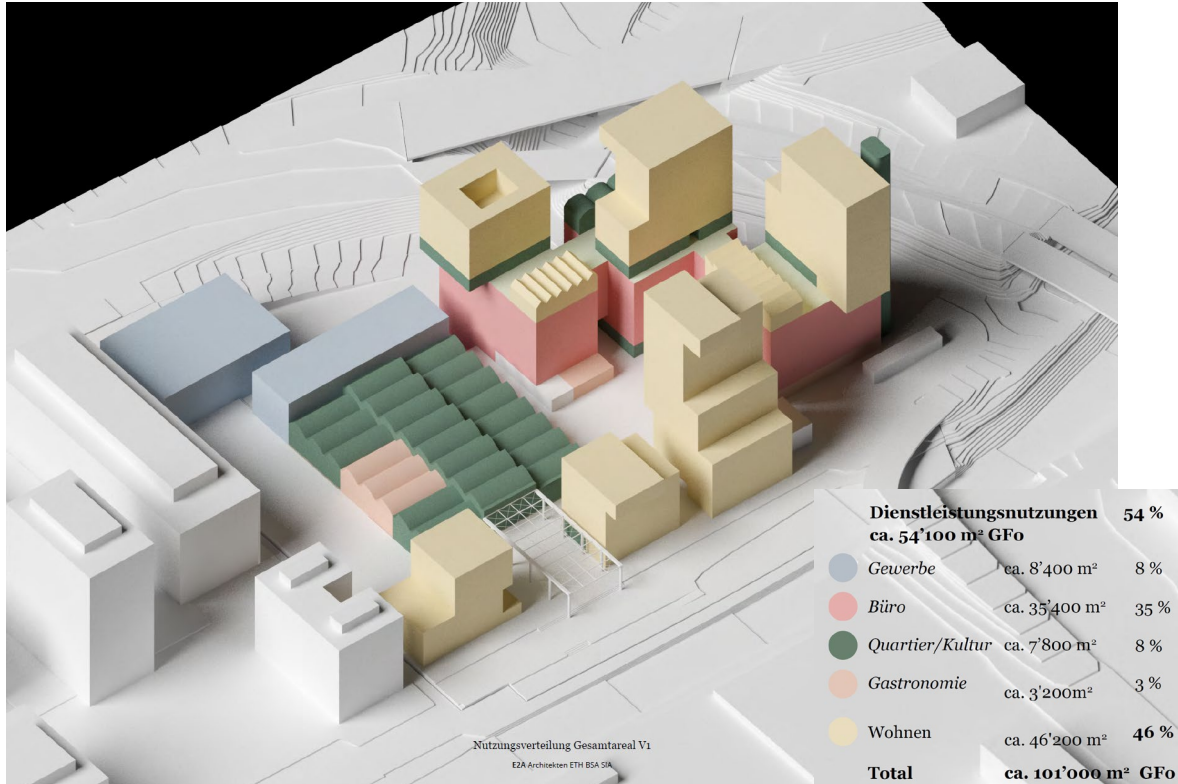 Dienstleistungsnutzungen 54 %
ca. 54'100 m² GFo
Gewerbe ca. 8'400 m² 8 %
Büro ca. 35'400 m² 35 %
Quartier/Kultur ca. 7'800 m² 8 %
Gastronomie ca. 3'200m² 3 %
Wohnen ca. 46'200 m² 46 %
Total ca. 101'000 m² GFo
Nutzungsverteilung Gesamtareal V1
E2A Architekten ETH BSA SIA